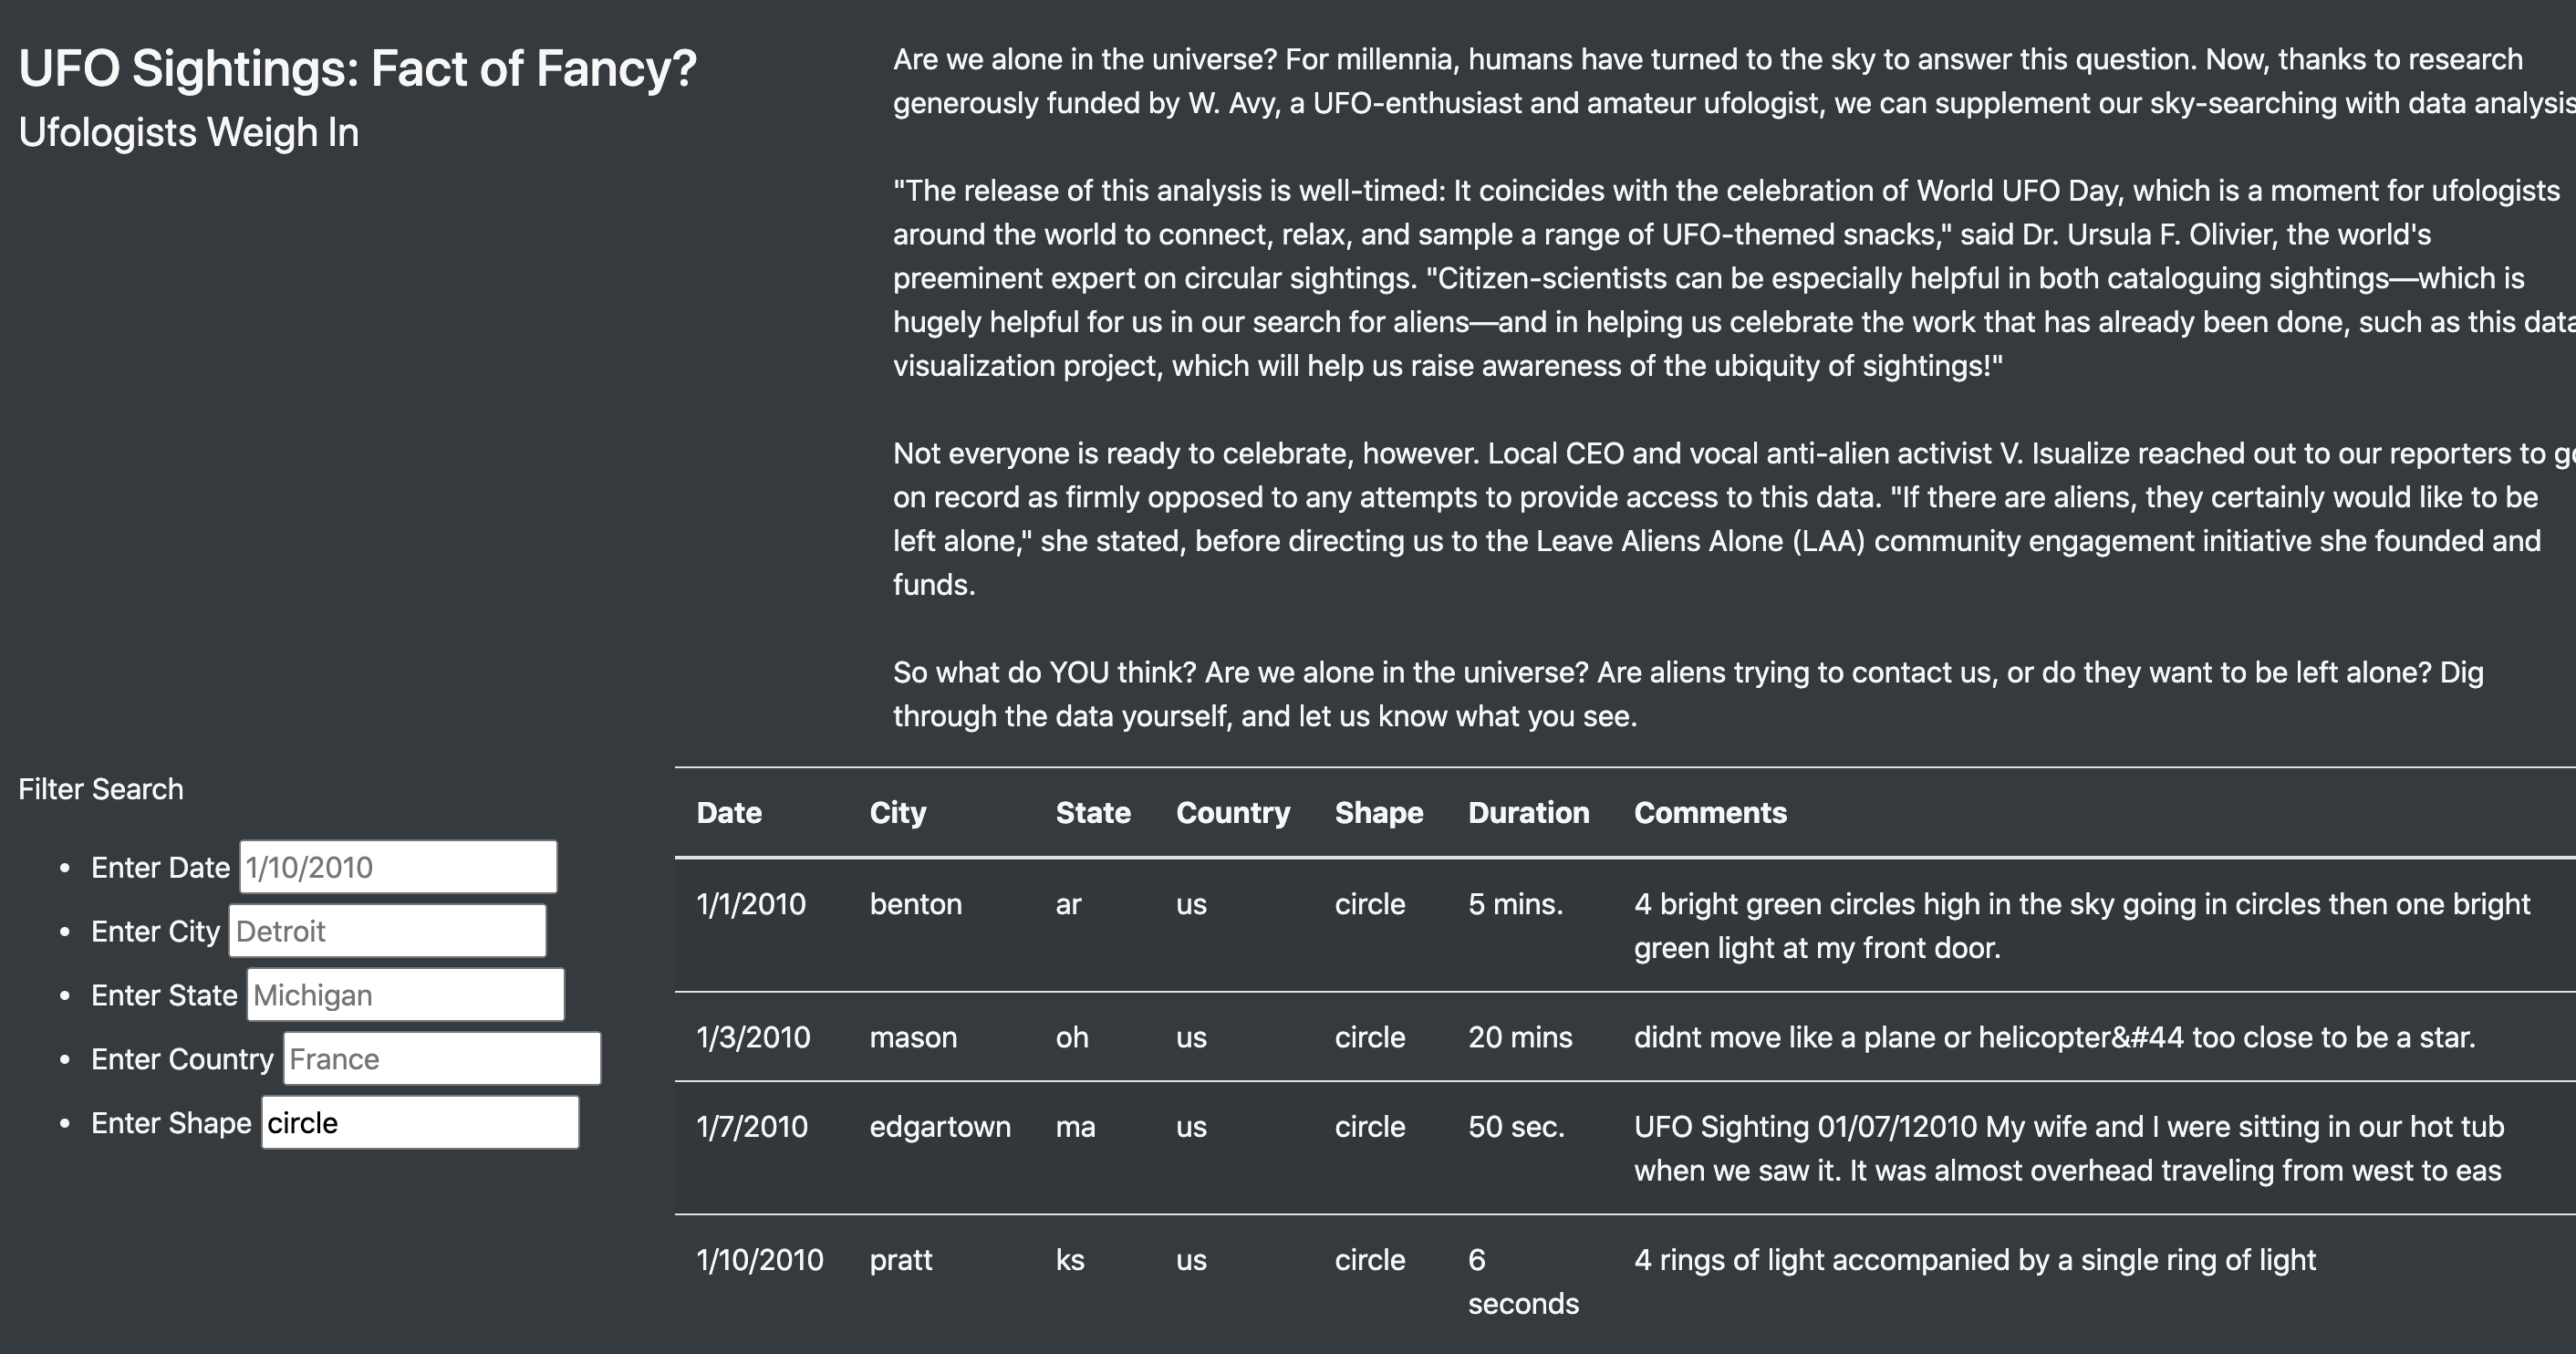 UFO Sightings: Fact of Fancy?
Ufologists Weigh In
Are we alone in the universe? For millennia, humans have turned to the sky to answer this question. Now, thanks to research
generously funded by W. Avy, a UFO-enthusiast and amateur ufologist, we can supplement our sky-searching with data analysis
"The release of this analysis is well-timed: It coincides with the celebration of World UFO Day, which is a moment for ufologists
around the world to connect, relax, and sample a range of UFO-themed snacks," said Dr. Ursula F. Olivier, the world's
preeminent expert on circular sightings. "Citizen-scientists can be especially helpful in both cataloguing sightings—which is
hugely helpful for us in our search for aliens—and in helping us celebrate the work that has already been done, such as this data
visualization project, which will help us raise awareness of the ubiquity of sightings!"
Not everyone is ready to celebrate, however. Local CEO and vocal anti-alien activist V. Isualize reached out to our reporters to go
on record as firmly opposed to any attempts to provide access to this data. "If there are aliens, they certainly would like to be
left alone," she stated, before directing us to the Leave Aliens Alone (LAA) community engagement initiative she founded and
funds.
So what do YOU think? Are we alone in the universe? Are aliens trying to contact us, or do they want to be left alone? Dig
through the data yourself, and let us know what you see.
Filter Search
Enter Date 1/10/2010
Enter City Detroit
Enter State Michigan
Enter Country France
Enter Shape circle
Date City State Country Shape Duration Comments
1/1/2010 benton ar us circle 5 mins. 4 bright green circles high in the sky going in circles then one bright
green light at my front door.
1/3/2010 mason oh us circle 20 mins didnt move like a plane or helicopter&#44 too close to be a star.
1/7/2010 edgartown ma us circle 50 sec. UFO Sighting 01/07/12010 My wife and I were sitting in our hot tub
when we saw it. It was almost overhead traveling from west to eas
1/10/2010 pratt ks us circle 6 4 rings of light accompanied by a single ring of light
seconds